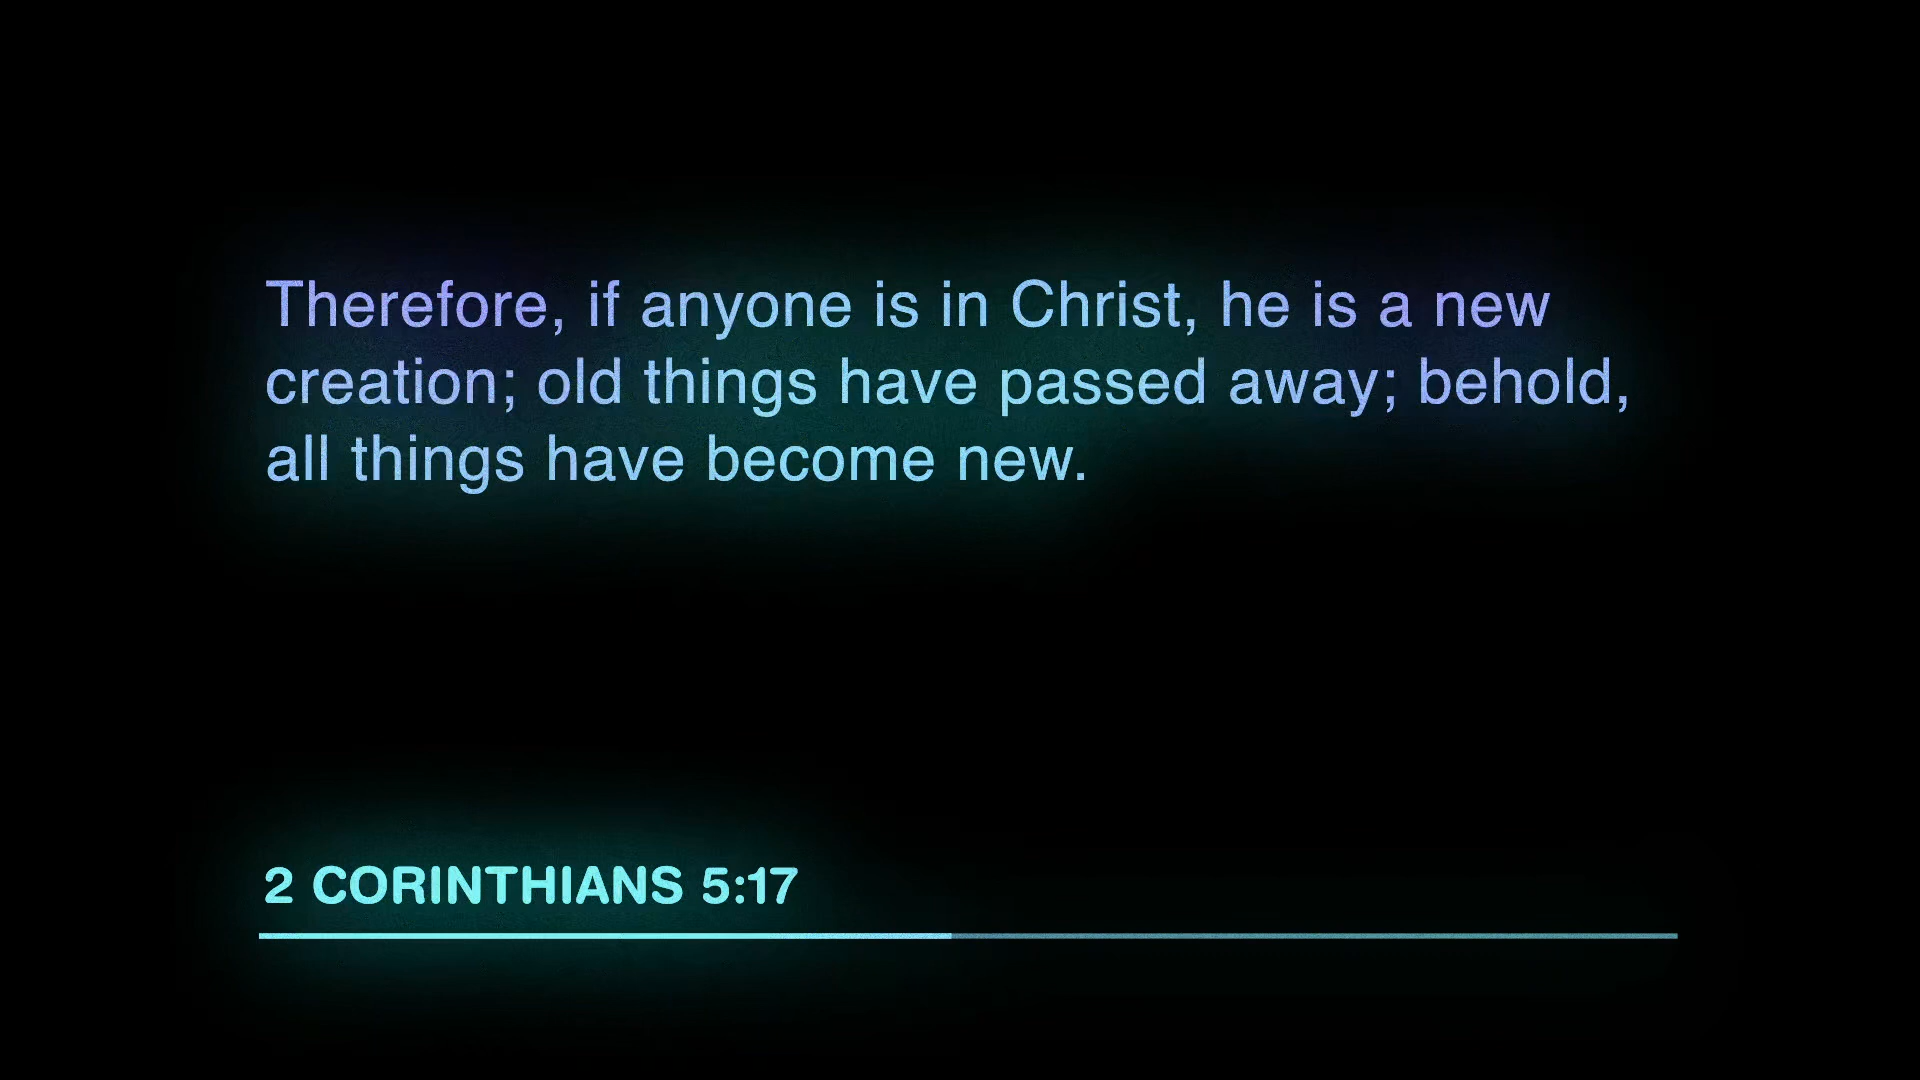 Therefore, if anyone is in Christ, he is a new
creation; old things have passed away; behold,
all things have become new.
2 CORINTHIANS 5:17